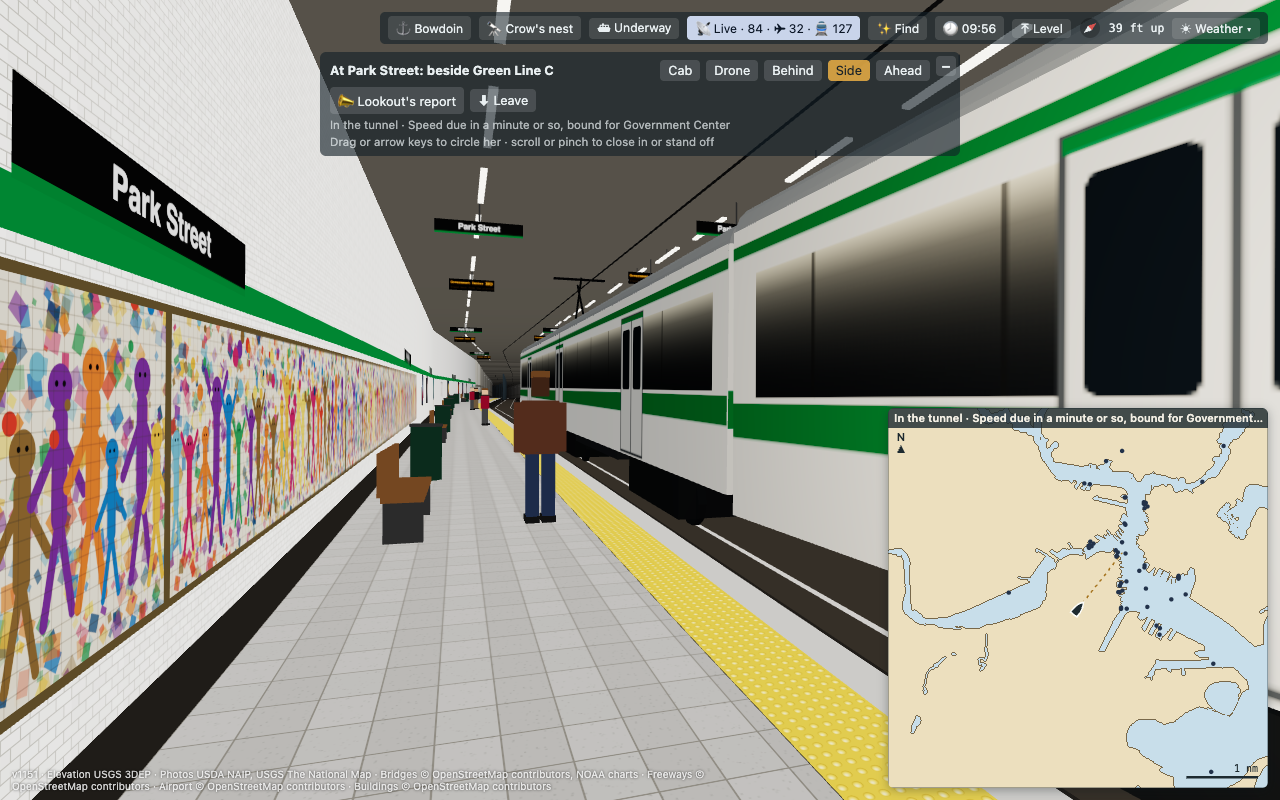 Bowdoin
Crow's nest
Underway
Live · 84 · 32 · 127
Find
09:56
Level
39 ft up
Weather
At Park Street: beside Green Line C
Cab
Drone
Behind
Side
Ahead
Lookout's report
Leave
In the tunnel · Speed due in a minute or so, bound for Government Center
Drag or arrow keys to circle her · scroll or pinch to close in or stand off
Park Street
Park Street
In the tunnel · Speed due in a minute or so, bound for Government...
N
1 nm
Elevation USGS 3DEP · Photos USDA NAIP, USGS The National Map · Bridges © OpenStreetMap contributors, NOAA charts · Freeways ©
OpenStreetMap contributors · Airport © OpenStreetMap contributors · Buildings © OpenStreetMap contributors